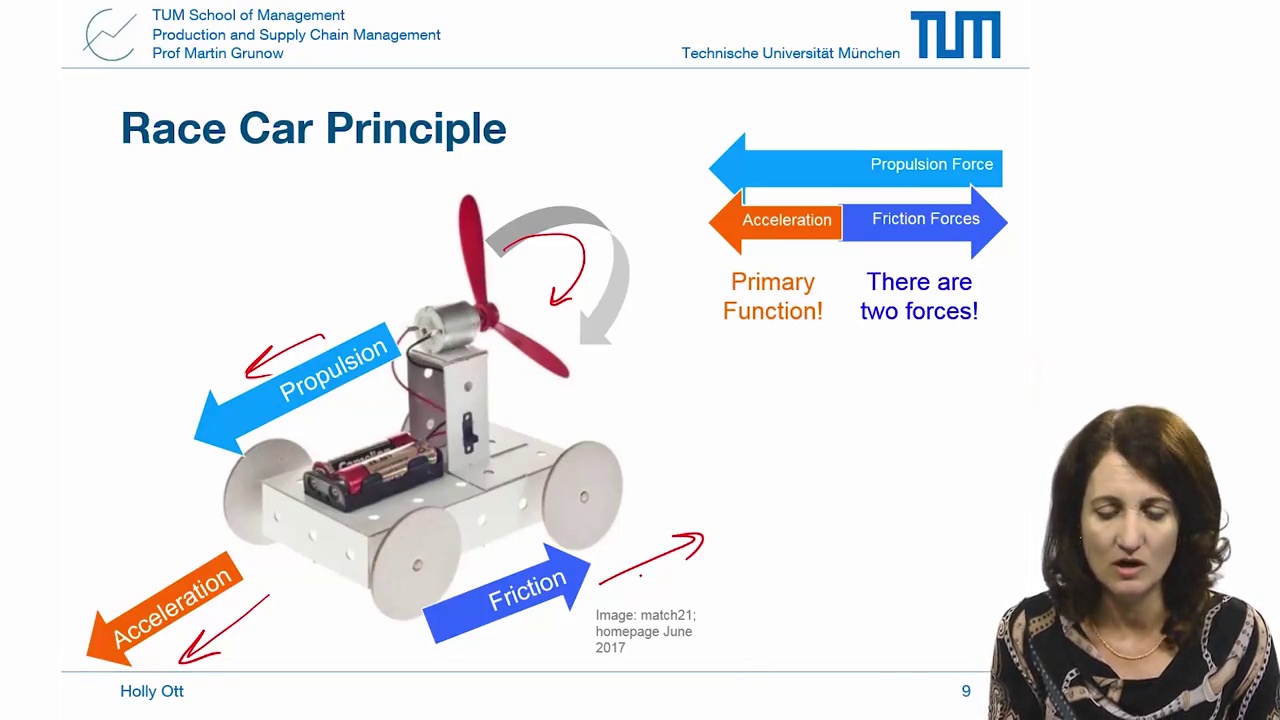 TUM School of Management
Production and Supply Chain Management
Prof Martin Grunow
Technische Universität München
TUM
Race Car Principle
Propulsion Force
Acceleration
Friction Forces
Primary
Function!
There are
two forces!
Propulsion
Camelion
Acceleration
Friction
Image: match21;
homepage June
2017
Holly Ott
9